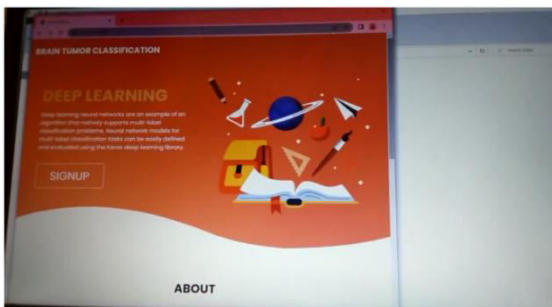 BRAIN TUMOR CLASSIFICATION
DEEP LEARNING
Deep learning neural networks are an example of an
algorithm that natively supports multi-label
classification problems. Neural network models for
multi-label classification tasks can be easily defined
and evaluated using the Keras deep learning library.
SIGNUP
ABOUT